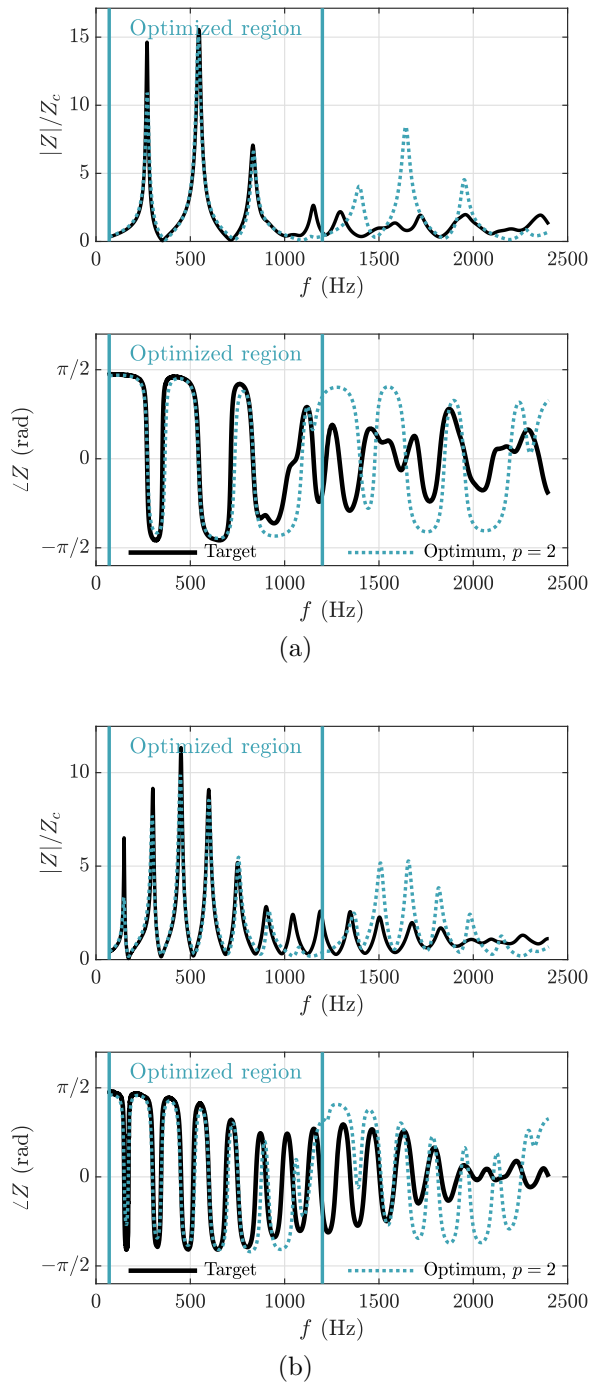 Optimized region
15
10
5
0
|Z|/Z_c
0 500 1000 1500 2000 2500
f (Hz)
Optimized region
π/2
0
−π/2
∠Z (rad)
Target Optimum, p = 2
0 500 1000 1500 2000 2500
f (Hz)
(a)
Optimized region
10
5
0
|Z|/Z_c
0 500 1000 1500 2000 2500
f (Hz)
Optimized region
π/2
0
−π/2
∠Z (rad)
Target Optimum, p = 2
0 500 1000 1500 2000 2500
f (Hz)
(b)